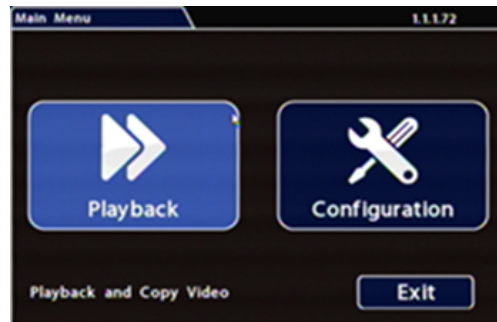 Main Menu 1.1.1.72
Playback Configuration
Playback and Copy Video Exit